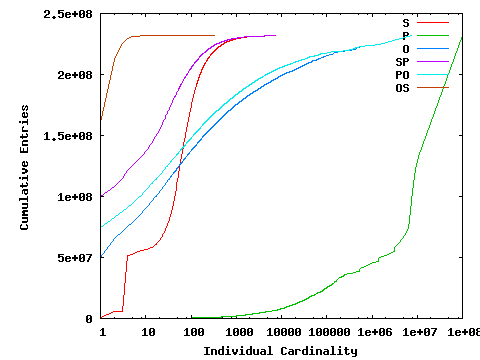 2.5e+08
2e+08
1.5e+08
1e+08
5e+07
0
Cumulative Entries
S
P
O
SP
PO
OS
1 10 100 1000 10000 100000 1e+06 1e+07 1e+08
Individual Cardinality